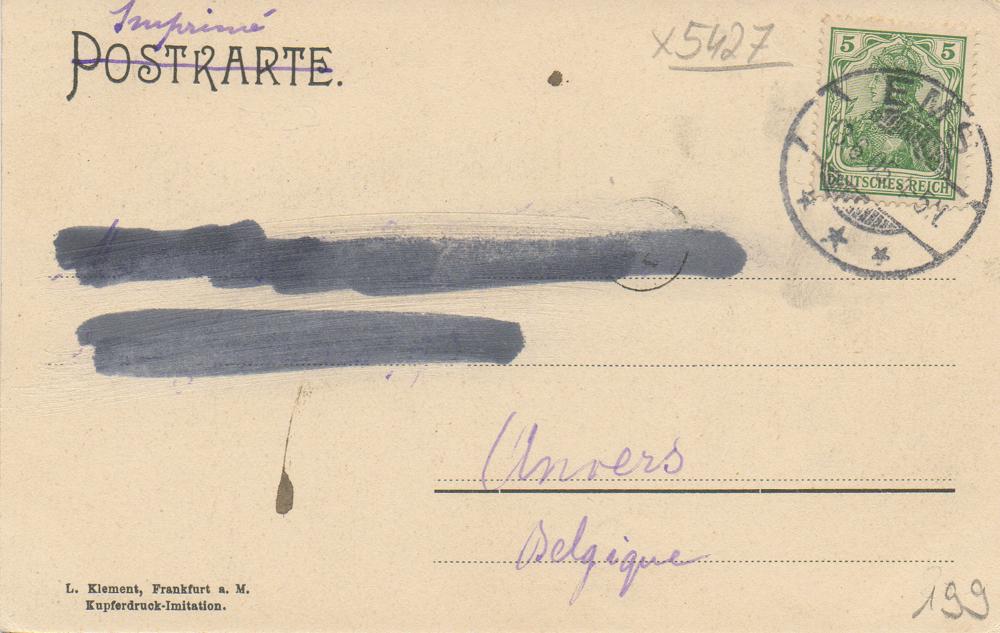 Imprimé
POSTKARTE.
x5427
5 5
DEUTSCHES REICH
EMS
Anvers
Belgique
L. Klement, Frankfurt a. M.
Kupferdruck-Imitation.
199